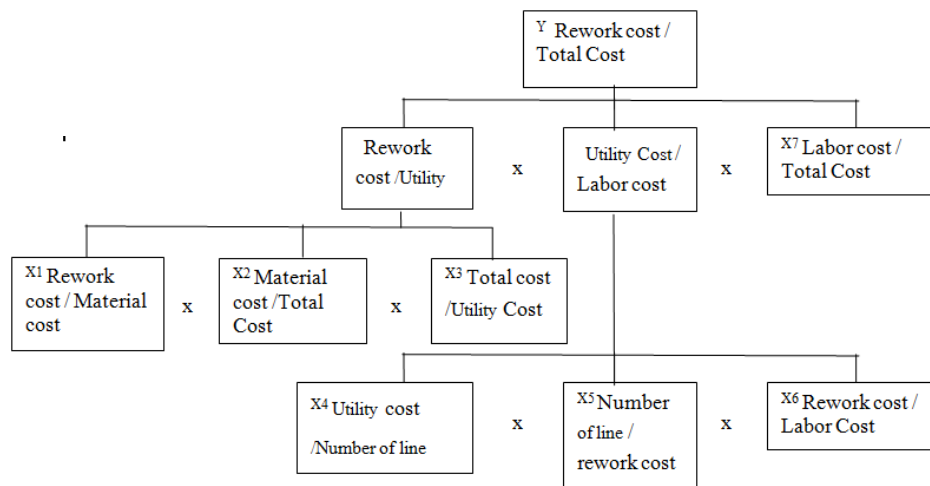 Y Rework cost /
Total Cost
Rework
cost /Utility
x
Utility Cost /
Labor cost
x
X7 Labor cost /
Total Cost
X1 Rework
cost / Material
cost
x
X2 Material
cost /Total
Cost
x
X3 Total cost
/Utility Cost
X4 Utility cost
/Number of line
x
X5 Number
of line /
rework cost
x
X6 Rework cost /
Labor Cost